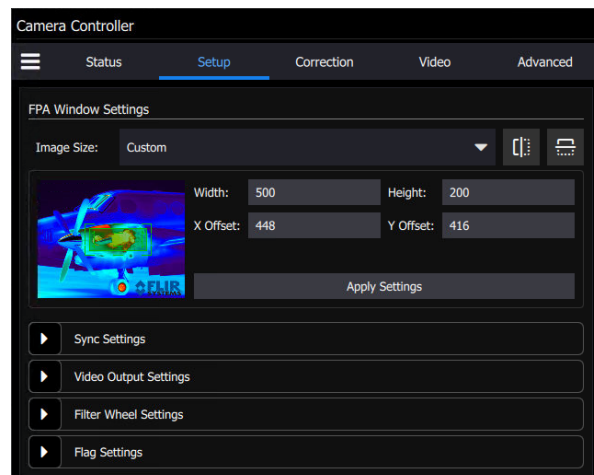 Camera Controller
Status Setup Correction Video Advanced
FPA Window Settings
Image Size: Custom
Width: 500 Height: 200
X Offset: 448 Y Offset: 416
FLIR
Apply Settings
Sync Settings
Video Output Settings
Filter Wheel Settings
Flag Settings